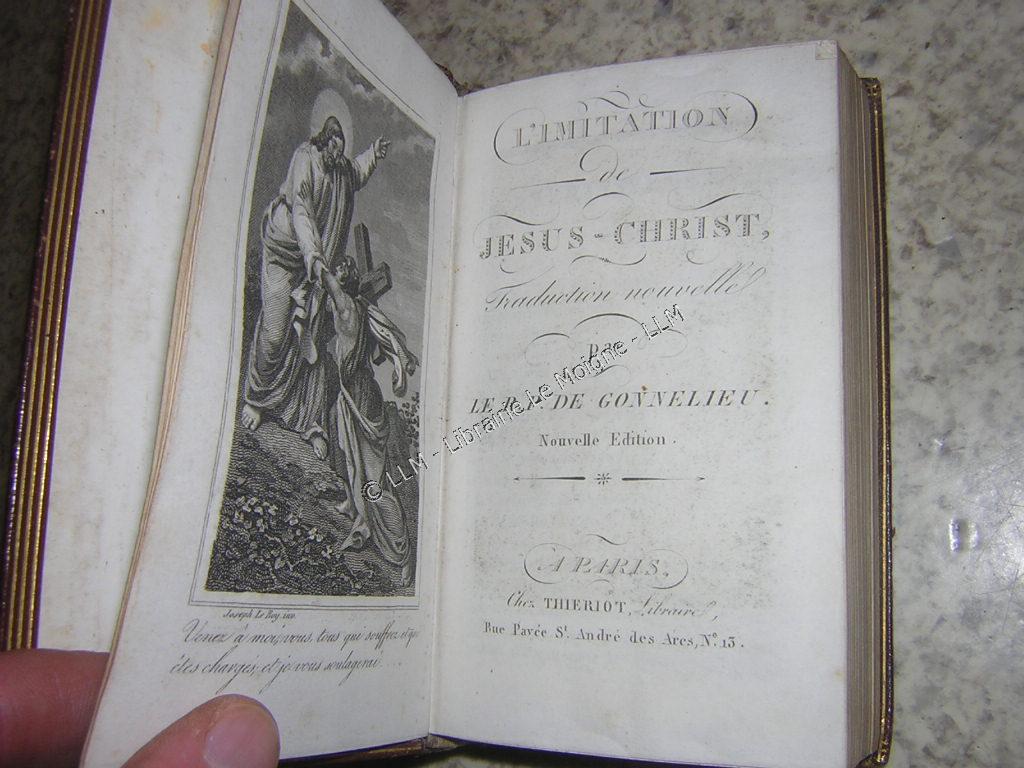 Joseph Le Roy inv.
Venez à moi, vous, tous qui souffrez et qui
êtes chargés, et je vous soulagerai...
L'IMITATION
de
JESUS-CHRIST,
Traduction nouvelle
par
LE R.P. DE GONNELIEU.
Nouvelle Edition.
A PARIS,
Chez THIERIOT, Libraire,
Rue Pavée St. André des Arcs, N.° 13.
© LLM - Librairie Le Moigne - LLM